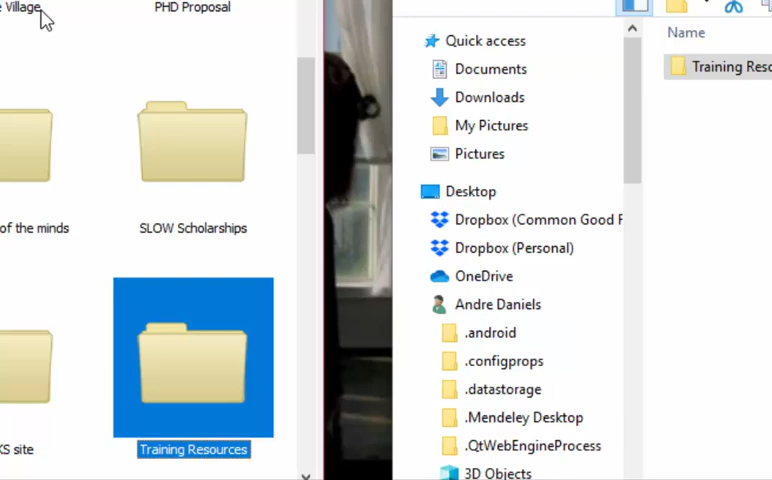 Village
PHD Proposal
of the minds
SLOW Scholarships
S site
Training Resources
Quick access
Documents
Downloads
My Pictures
Pictures
Desktop
Dropbox (Common Good F
Dropbox (Personal)
OneDrive
Andre Daniels
.android
.configprops
.datastorage
.Mendeley Desktop
.QtWebEngineProcess
3D Objects
Name
Training Reso